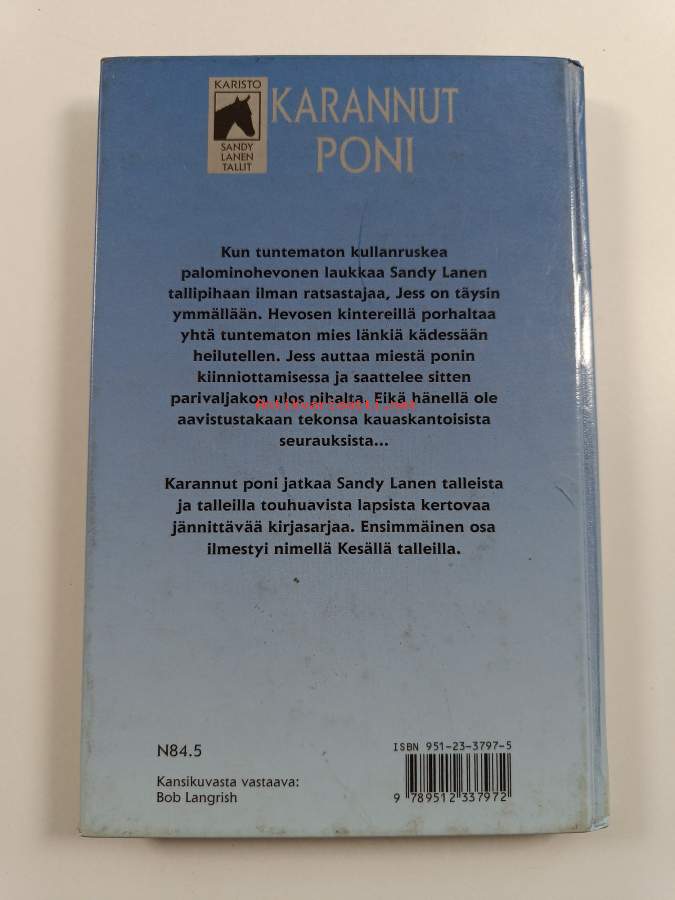 KARISTO
SANDY
LANEN
TALLIT
KARANNUT
PONI
Kun tuntematon kullanruskea
palominohevonen laukkaa Sandy Lanen
tallipihaan ilman ratsastajaa, Jess on täysin
ymmällään. Hevosen kintereillä porhaltaa
yhtä tuntematon mies länkiä kädessään
heilutellen. Jess auttaa miestä ponin
kiinniottamisessa ja saattelee sitten
parivaljakon ulos pihalta. Eikä hänellä ole
Antikvariaatti.net
aavistustakaan tekonsa kauaskantoisista
seurauksista...
Karannut poni jatkaa Sandy Lanen talleista
ja talleilla touhuavista lapsista kertovaa
jännittävää kirjasarjaa. Ensimmäinen osa
ilmestyi nimellä Kesällä talleilla.
N84.5
Kansikuvasta vastaava:
Bob Langrish
ISBN 951-23-3797-5
9 789512 337972